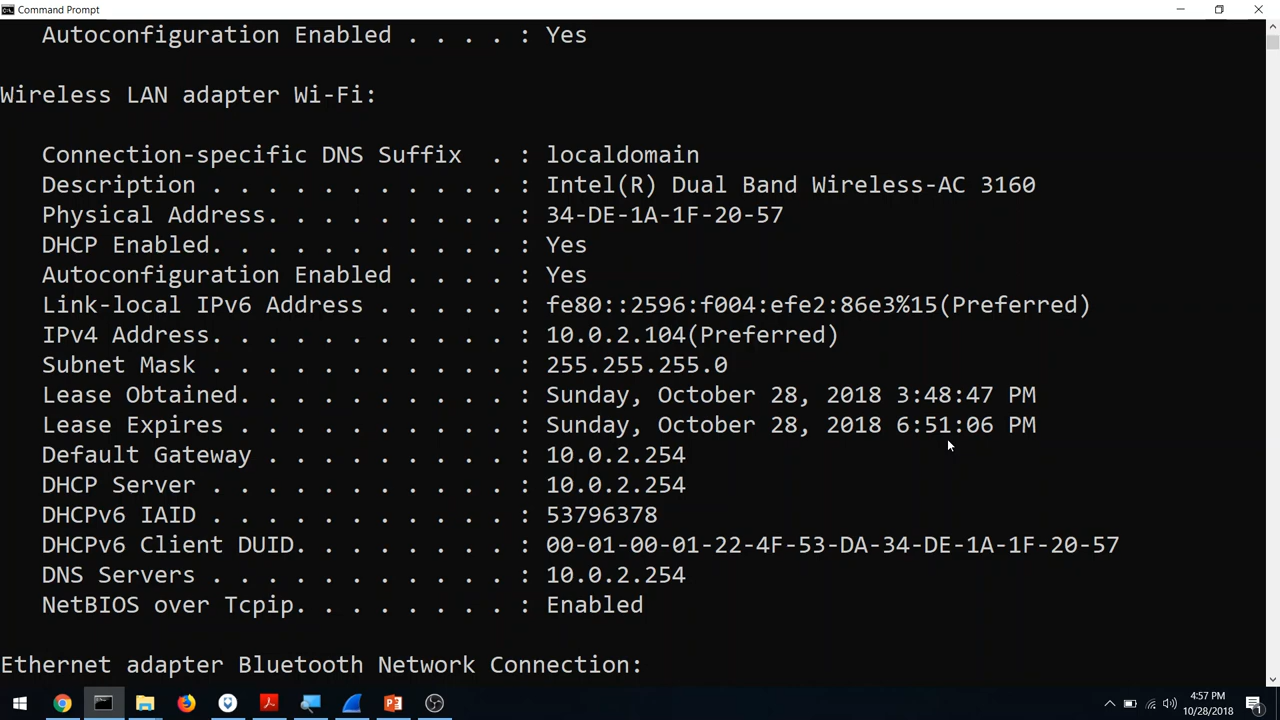 Command Prompt
Autoconfiguration Enabled . . . . : Yes
Wireless LAN adapter Wi-Fi:
Connection-specific DNS Suffix  . : localdomain
Description . . . . . . . . . . . : Intel(R) Dual Band Wireless-AC 3160
Physical Address. . . . . . . . . : 34-DE-1A-1F-20-57
DHCP Enabled. . . . . . . . . . . : Yes
Autoconfiguration Enabled . . . . : Yes
Link-local IPv6 Address . . . . . : fe80::2596:f004:efe2:86e3%15(Preferred)
IPv4 Address. . . . . . . . . . . : 10.0.2.104(Preferred)
Subnet Mask . . . . . . . . . . . : 255.255.255.0
Lease Obtained. . . . . . . . . . : Sunday, October 28, 2018 3:48:47 PM
Lease Expires . . . . . . . . . . : Sunday, October 28, 2018 6:51:06 PM
Default Gateway . . . . . . . . . : 10.0.2.254
DHCP Server . . . . . . . . . . . : 10.0.2.254
DHCPv6 IAID . . . . . . . . . . . : 53796378
DHCPv6 Client DUID. . . . . . . . : 00-01-00-01-22-4F-53-DA-34-DE-1A-1F-20-57
DNS Servers . . . . . . . . . . . : 10.0.2.254
NetBIOS over Tcpip. . . . . . . . : Enabled
Ethernet adapter Bluetooth Network Connection:
4:57 PM
10/28/2018
1